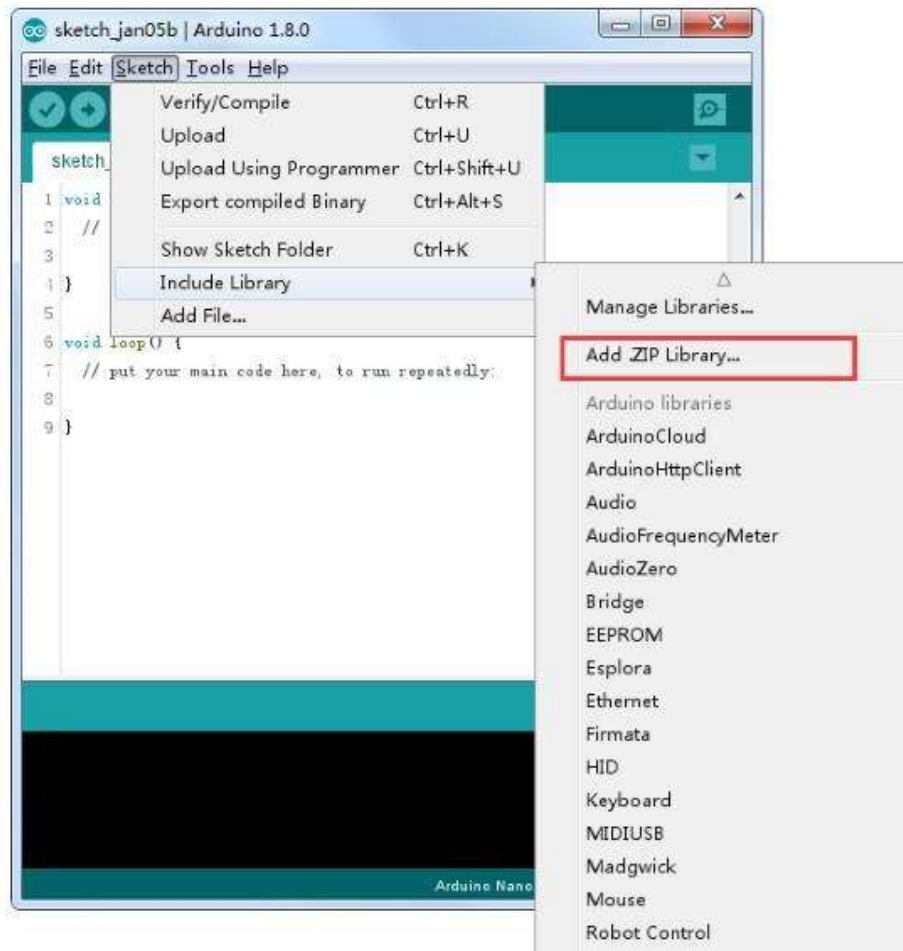 sketch_jan05b | Arduino 1.8.0
File Edit Sketch Tools Help
Verify/Compile Ctrl+R
Upload Ctrl+U
Upload Using Programmer Ctrl+Shift+U
Export compiled Binary Ctrl+Alt+S
Show Sketch Folder Ctrl+K
Include Library
Add File...
sketch_
1 void
2 //
3
4 }
5
6 void loop() {
7 // put your main code here, to run repeatedly:
8
9 }
Manage Libraries...
Add .ZIP Library...
Arduino libraries
ArduinoCloud
ArduinoHttpClient
Audio
AudioFrequencyMeter
AudioZero
Bridge
EEPROM
Esplora
Ethernet
Firmata
HID
Keyboard
MIDIUSB
Madgwick
Mouse
Robot Control
Arduino Nano